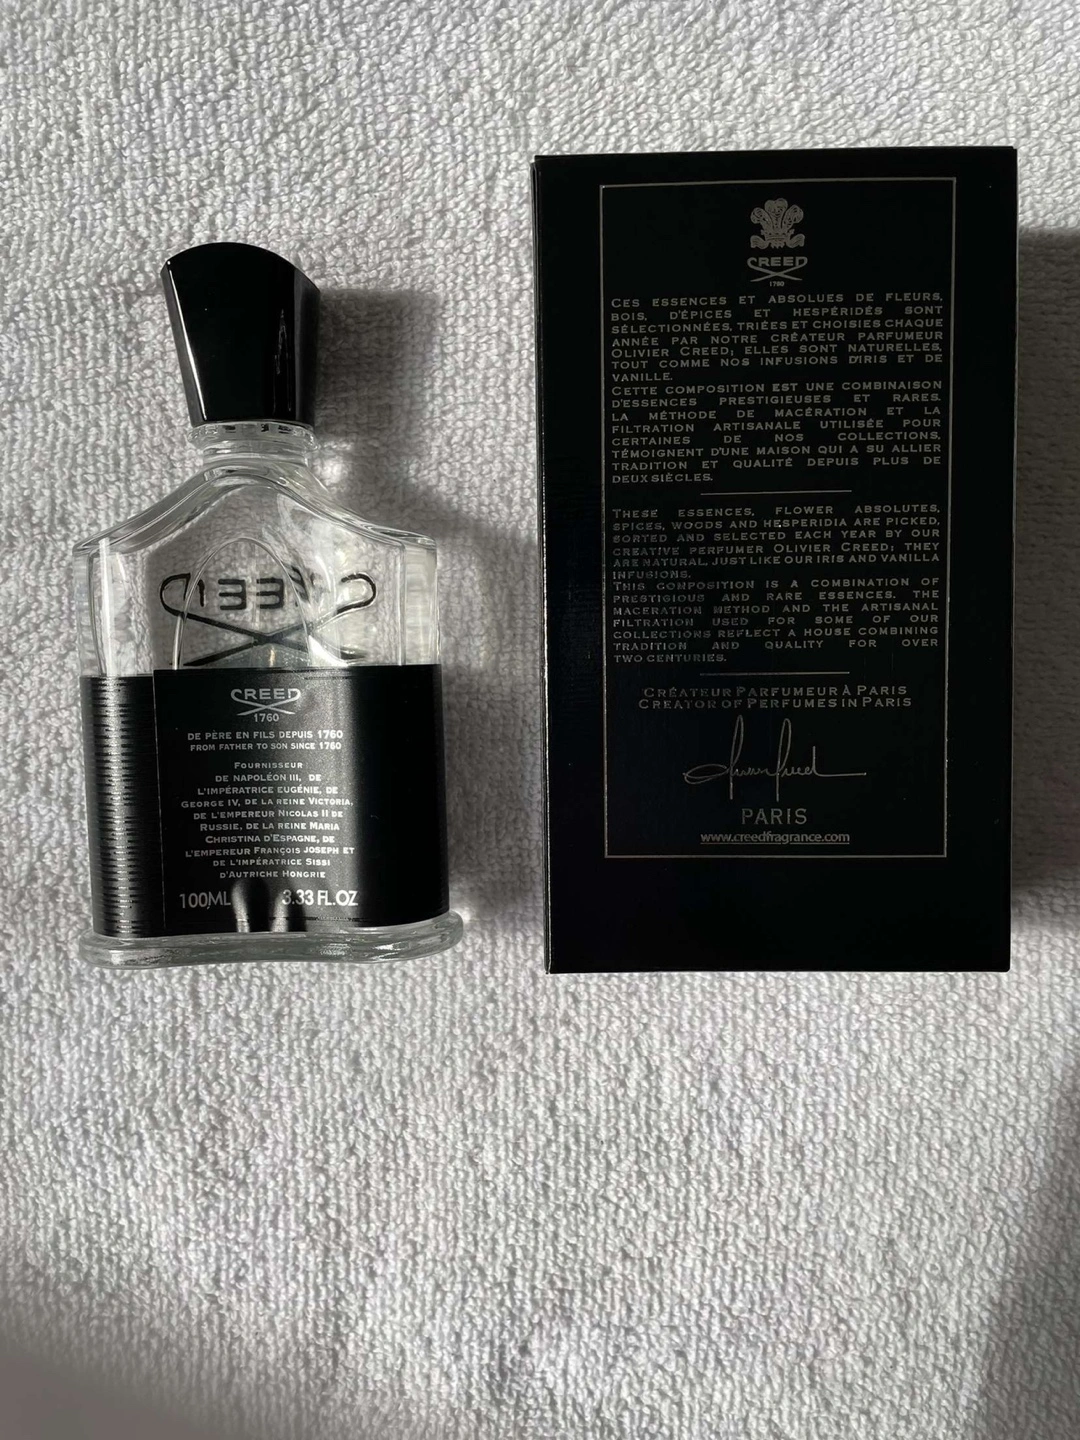 CREED
CREED
1760
DE PÈRE EN FILS DEPUIS 1760
FROM FATHER TO SON SINCE 1760
FOURNISSEUR
DE NAPOLÉON III, DE
L'IMPÉRATRICE EUGÉNIE, DE
GEORGE IV, DE LA REINE VICTORIA,
DE L'EMPEREUR NICOLAS II DE
RUSSIE, DE LA REINE MARIA
CHRISTINA D'ESPAGNE, DE
L'EMPEREUR FRANÇOIS JOSEPH ET
DE L'IMPÉRATRICE SISSI
D'AUTRICHE HONGRIE
100ML 3.33 FL.OZ
CREED
1760
CES ESSENCES ET ABSOLUES DE FLEURS,
BOIS, D'ÉPICES ET HESPÉRIDÉS SONT
SÉLECTIONNÉES, TRIÉES ET CHOISIES CHAQUE
ANNÉE PAR NOTRE CRÉATEUR PARFUMEUR
OLIVIER CREED; ELLES SONT NATURELLES,
TOUT COMME NOS INFUSIONS D'IRIS ET DE
VANILLE.
CETTE COMPOSITION EST UNE COMBINAISON
D'ESSENCES PRESTIGIEUSES ET RARES.
LA MÉTHODE DE MACÉRATION ET LA
FILTRATION ARTISANALE UTILISÉE POUR
CERTAINES DE NOS COLLECTIONS,
TÉMOIGNENT D'UNE MAISON QUI A SU ALLIER
TRADITION ET QUALITÉ DEPUIS PLUS DE
DEUX SIÈCLES.
THESE ESSENCES, FLOWER ABSOLUTES,
SPICES, WOODS AND HESPERIDIA ARE PICKED,
SORTED AND SELECTED EACH YEAR BY OUR
CREATIVE PERFUMER OLIVIER CREED; THEY
ARE NATURAL, JUST LIKE OUR IRIS AND VANILLA
INFUSIONS.
THIS COMPOSITION IS A COMBINATION OF
PRESTIGIOUS AND RARE ESSENCES. THE
MACERATION METHOD AND THE ARTISANAL
FILTRATION USED FOR SOME OF OUR
COLLECTIONS REFLECT A HOUSE COMBINING
TRADITION AND QUALITY FOR OVER
TWO CENTURIES.
CRÉATEUR PARFUMEUR À PARIS
CREATOR OF PERFUMES IN PARIS
PARIS
www.creedfragrance.com